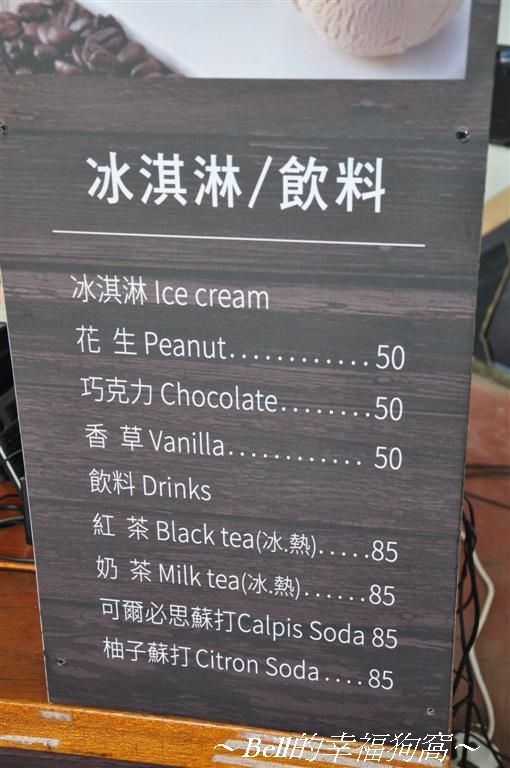 冰淇淋/飲料
冰淇淋 Ice cream
花 生 Peanut............ 50
巧克力 Chocolate........50
香 草 Vanilla............ 50
飲料 Drinks
紅 茶 Black tea(冰.熱).....85
奶 茶 Milk tea(冰.熱)......85
可爾必思蘇打Calpis Soda 85
柚子蘇打 Citron Soda....85
～Bell的幸福狗窩～